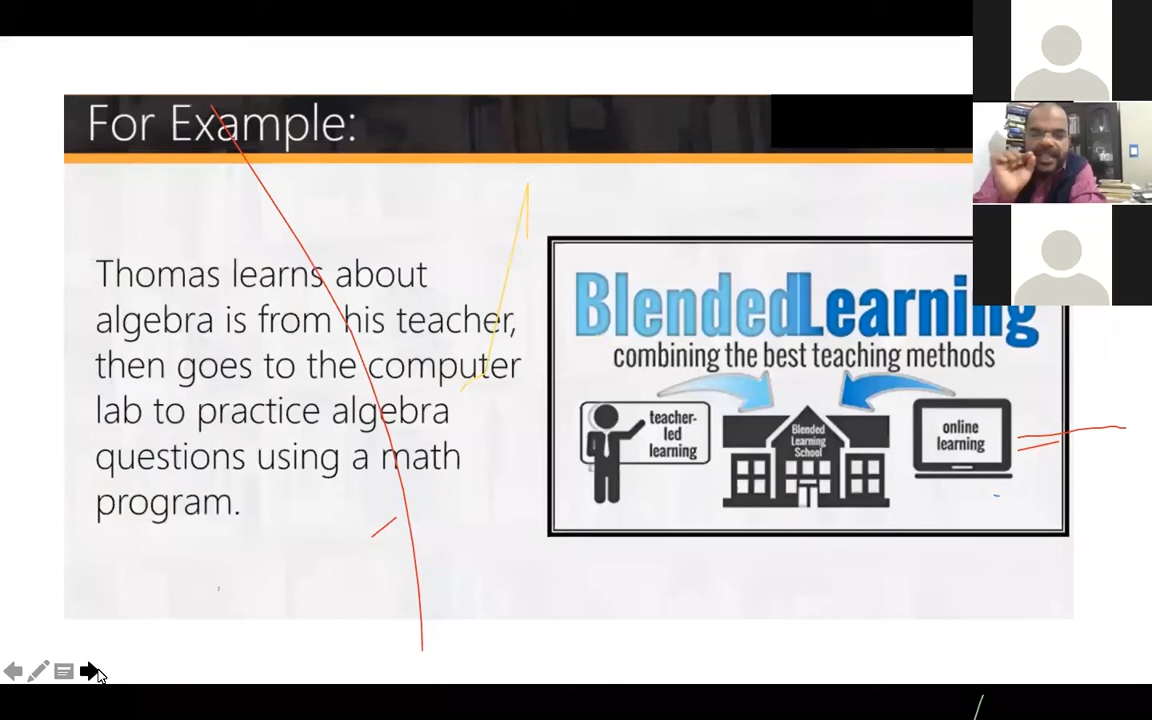 For Example:
Thomas learns about
algebra is from his teacher,
then goes to the computer
lab to practice algebra
questions using a math
program.
BlendedLearning
combining the best teaching methods
teacher-
led
learning
Blended
Learning
School
online
learning